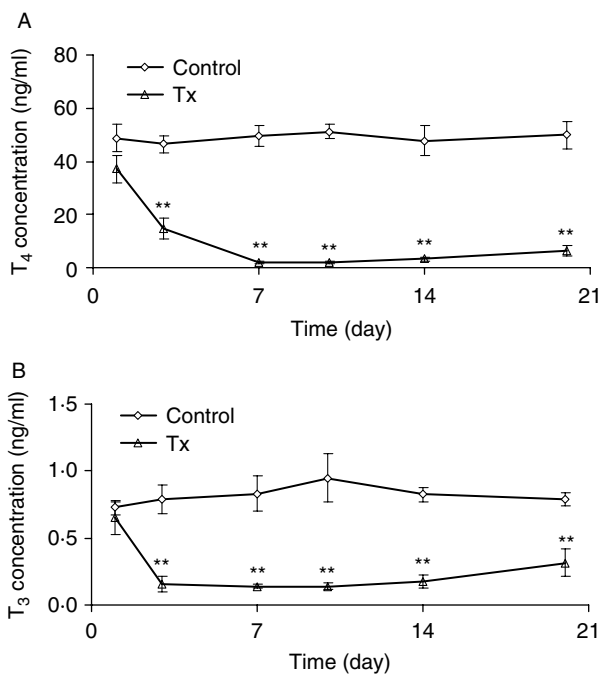 A
T4 concentration (ng/ml)
80
60
40
20
0
Control
Tx
**
**
**
**
**
0
7
14
21
Time (day)
B
T3 concentration (ng/ml)
1·5
1·0
0·5
0·0
Control
Tx
**
**
**
**
**
0
7
14
21
Time (day)